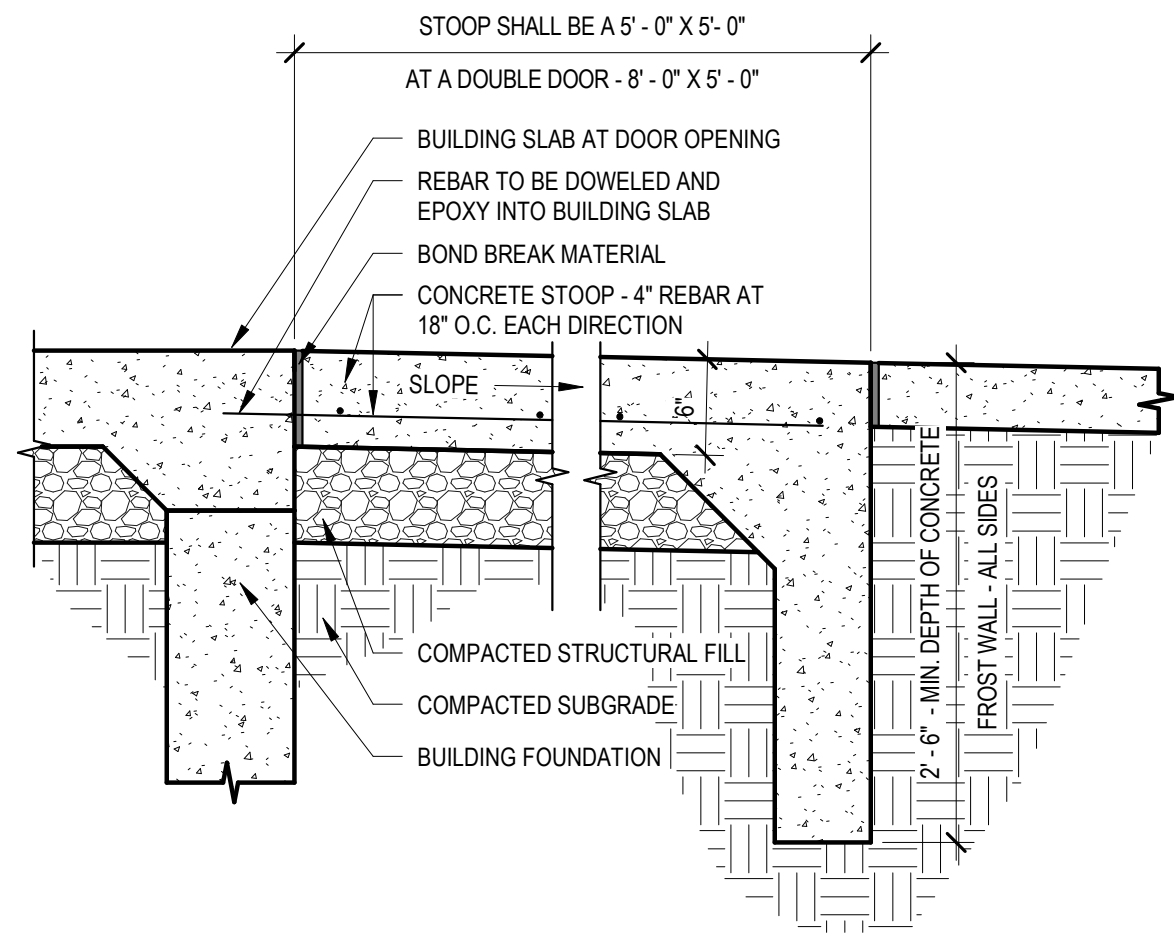 STOOP SHALL BE A 5' - 0" X 5'- 0"
AT A DOUBLE DOOR - 8' - 0" X 5' - 0"
BUILDING SLAB AT DOOR OPENING
REBAR TO BE DOWELED AND
EPOXY INTO BUILDING SLAB
BOND BREAK MATERIAL
CONCRETE STOOP - 4" REBAR AT
18" O.C. EACH DIRECTION
SLOPE
6"
2' - 6" - MIN. DEPTH OF CONCRETE
FROST WALL - ALL SIDES
COMPACTED STRUCTURAL FILL
COMPACTED SUBGRADE
BUILDING FOUNDATION